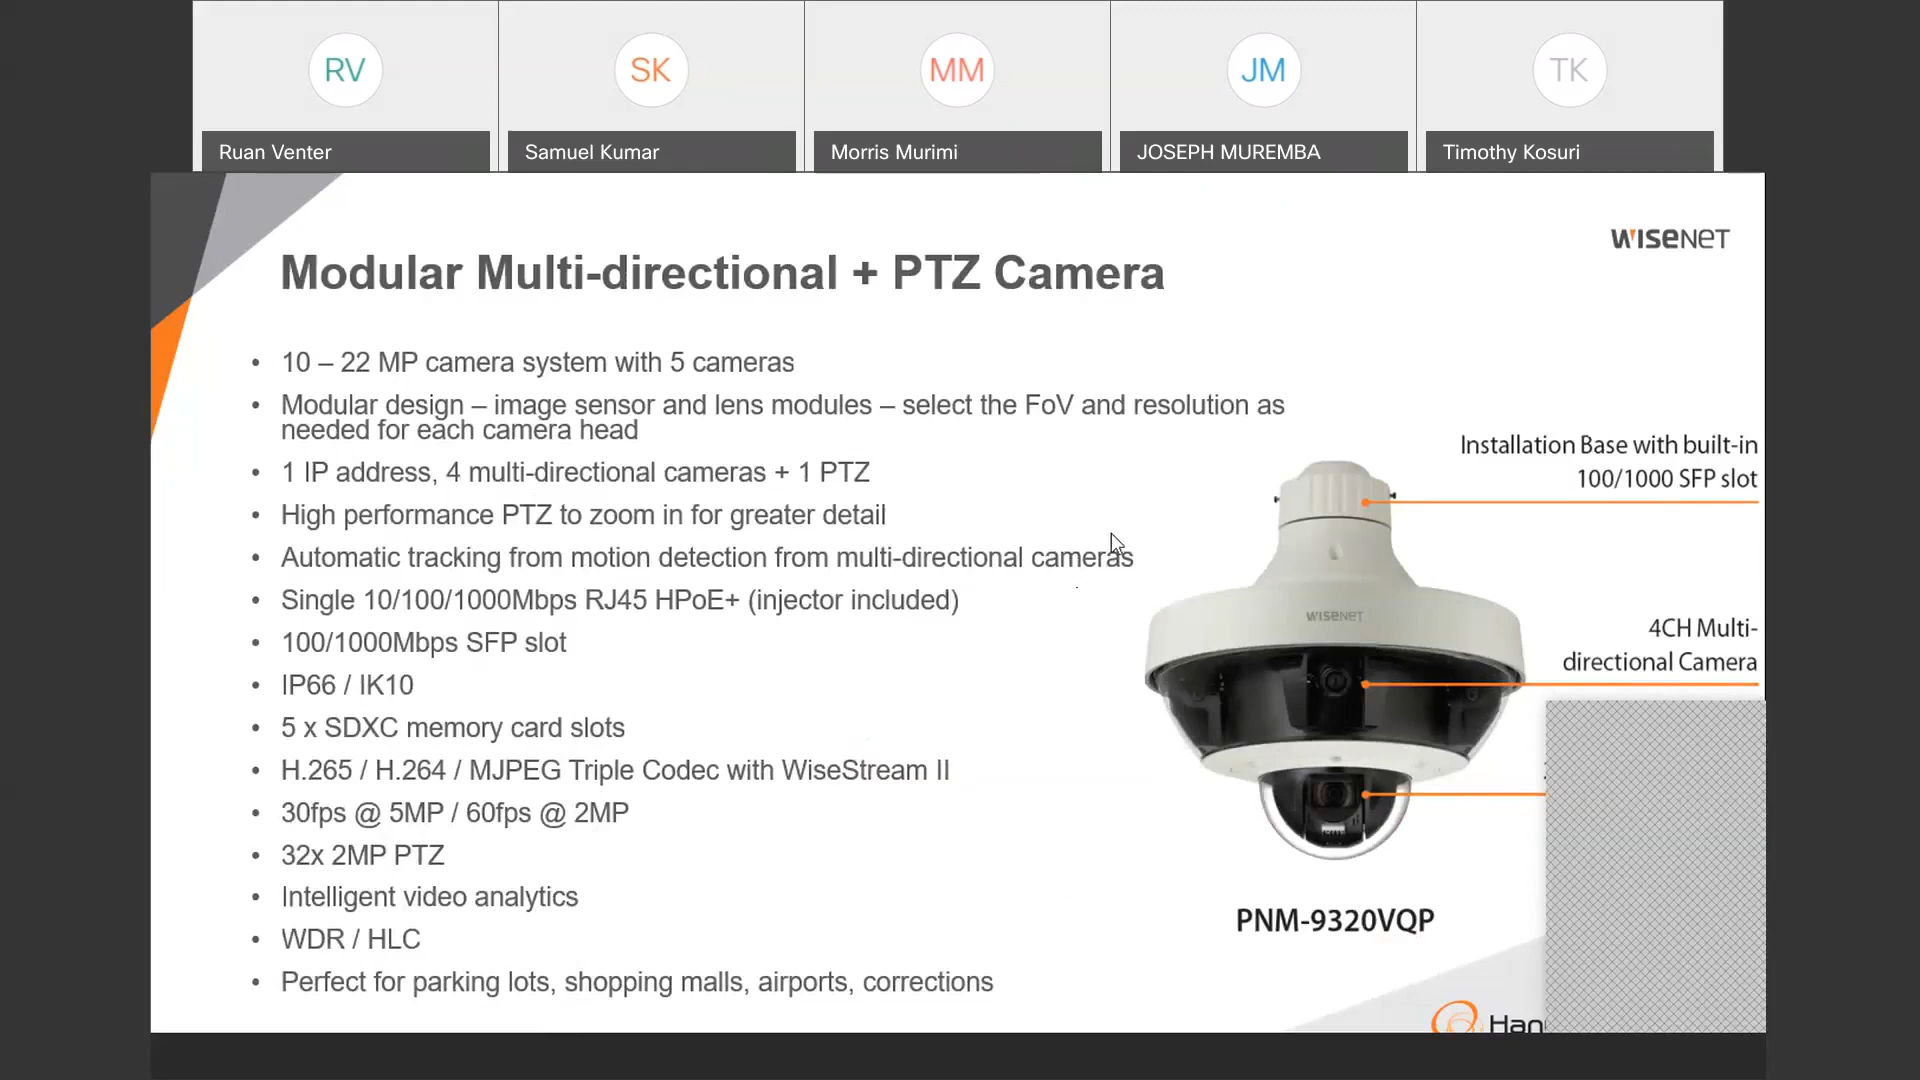 RV
SK
MM
JM
TK
Ruan Venter
Samuel Kumar
Morris Murimi
JOSEPH MUREMBA
Timothy Kosuri
WISENET
Modular Multi-directional + PTZ Camera
• 10 – 22 MP camera system with 5 cameras
• Modular design – image sensor and lens modules – select the FoV and resolution as
needed for each camera head
• 1 IP address, 4 multi-directional cameras + 1 PTZ
• High performance PTZ to zoom in for greater detail
• Automatic tracking from motion detection from multi-directional cameras
• Single 10/100/1000Mbps RJ45 HPoE+ (injector included)
• 100/1000Mbps SFP slot
• IP66 / IK10
• 5 x SDXC memory card slots
• H.265 / H.264 / MJPEG Triple Codec with WiseStream II
• 30fps @ 5MP / 60fps @ 2MP
• 32x 2MP PTZ
• Intelligent video analytics
• WDR / HLC
• Perfect for parking lots, shopping malls, airports, corrections
Installation Base with built-in
100/1000 SFP slot
WISENET
4CH Multi-
directional Camera
PNM-9320VQP
Han